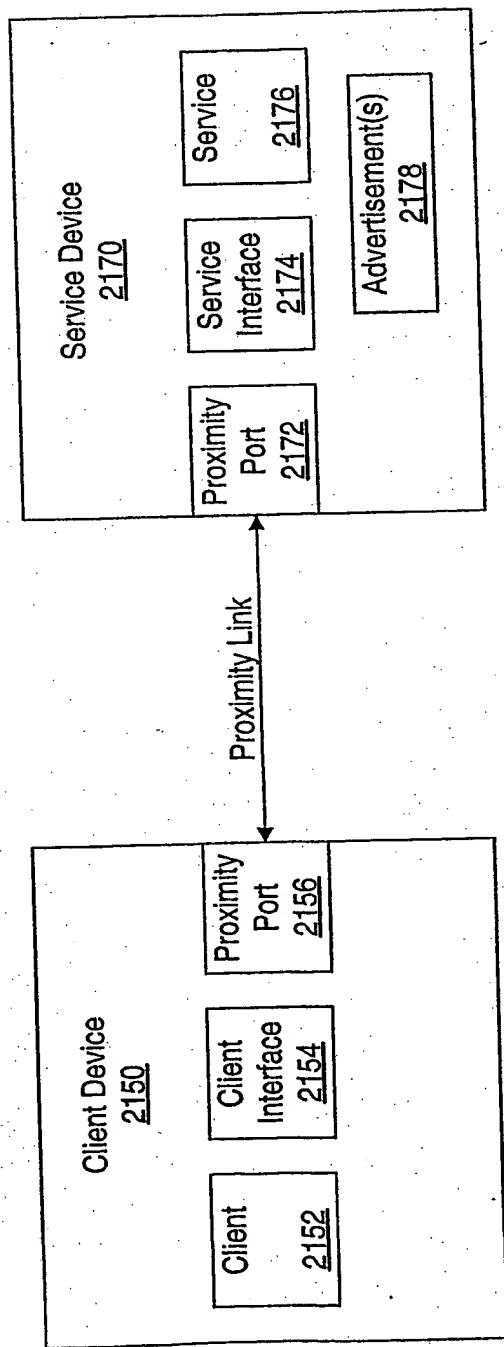 Client Device
2150
Client
2152
Client
Interface
2154
Proximity
Port
2156
Proximity Link
Service Device
2170
Proximity
Port
2172
Service
Interface
2174
Service
2176
Advertisement(s)
2178